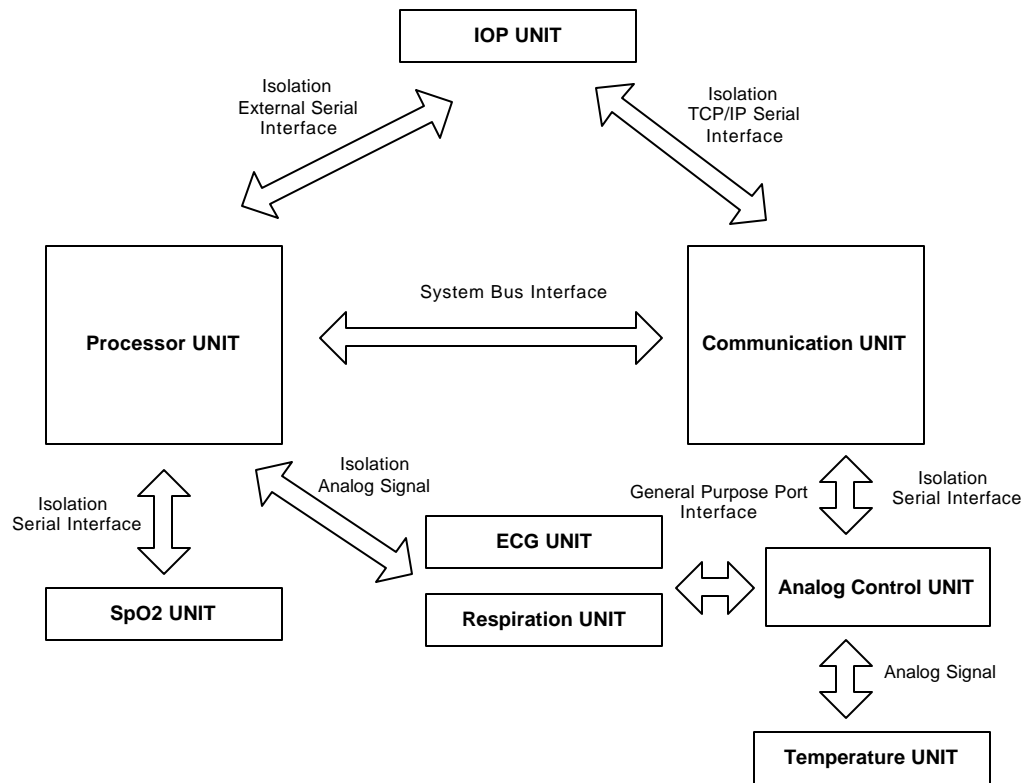 IOP UNIT
Isolation
External Serial
Interface
Isolation
TCP/IP Serial
Interface
System Bus Interface
Processor UNIT
Communication UNIT
Isolation
Analog Signal
Isolation
Serial Interface
General Purpose Port
Interface
Isolation
Serial Interface
ECG UNIT
Analog Control UNIT
SpO2 UNIT
Respiration UNIT
Analog Signal
Temperature UNIT